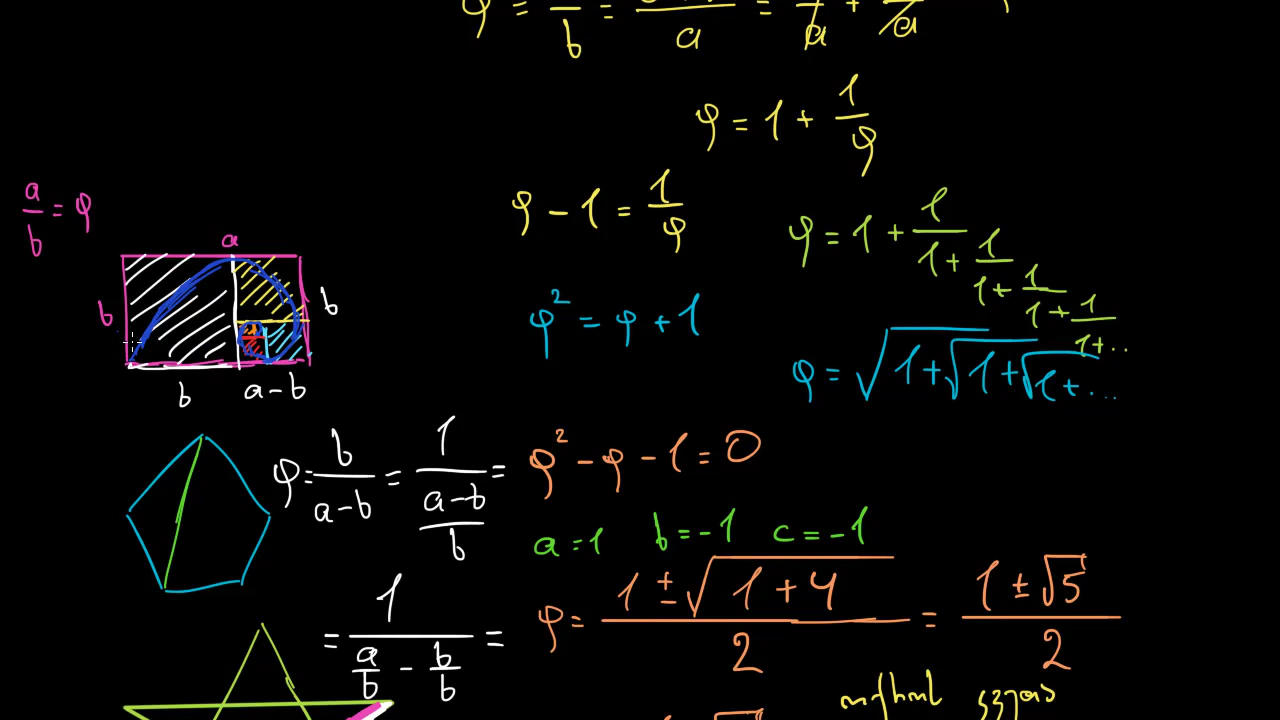 φ = 1 + 1/φ
a/b = φ
φ - 1 = 1/φ
φ = 1 + 1/(1 + 1/(1 + 1/(1 + 1/(1 + ...
a
b
b
φ² = φ + 1
φ = √(1 + √(1 + √(1 + ...
b
a - b
φ = b/(a - b) = 1/((a - b)/b) =
φ² - φ - 1 = 0
a = 1 b = -1 c = -1
= 1/(a/b - b/b) =
φ = (1 ± √(1 + 4))/2 = (1 ± √5)/2